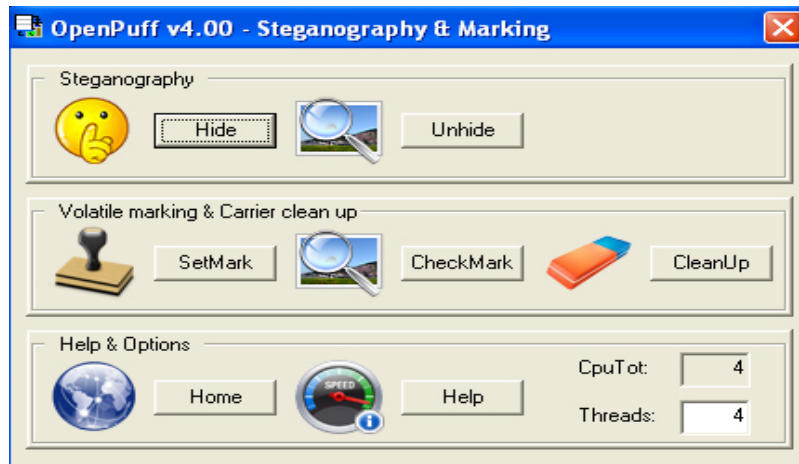 OpenPuff v4.00 - Steganography & Marking
Steganography
Hide
Unhide
Volatile marking & Carrier clean up
SetMark
CheckMark
CleanUp
Help & Options
Home
SPEED
Help
CpuTot: 4
Threads: 4